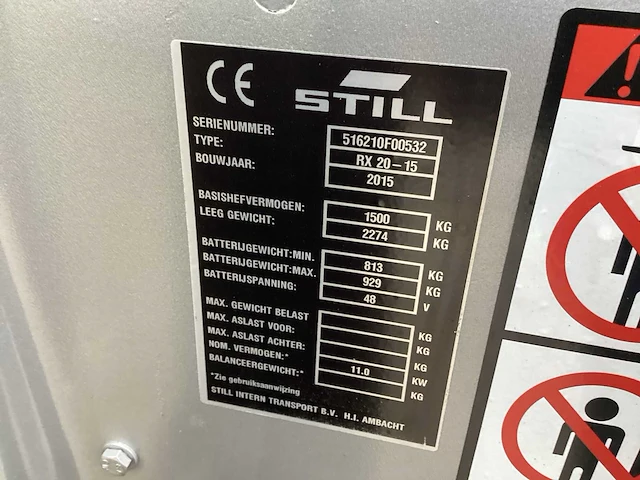 CE STILL
SERIENUMMER: 516210F00532
TYPE: RX 20-15
BOUWJAAR: 2015
BASISHEFVERMOGEN: 1500 KG
LEEG GEWICHT: 2274 KG
BATTERIJGEWICHT:MIN. 813 KG
BATTERIJGEWICHT:MAX. 929 KG
BATTERIJSPANNING: 48 V
MAX. GEWICHT BELAST KG
MAX. ASLAST VOOR: KG
MAX. ASLAST ACHTER: KG
NOM. VERMOGEN:* 11.0 KW
BALANCEERGEWICHT:* KG
*Zie gebruiksaanwijzing
STILL INTERN TRANSPORT B.V. H.I. AMBACHT